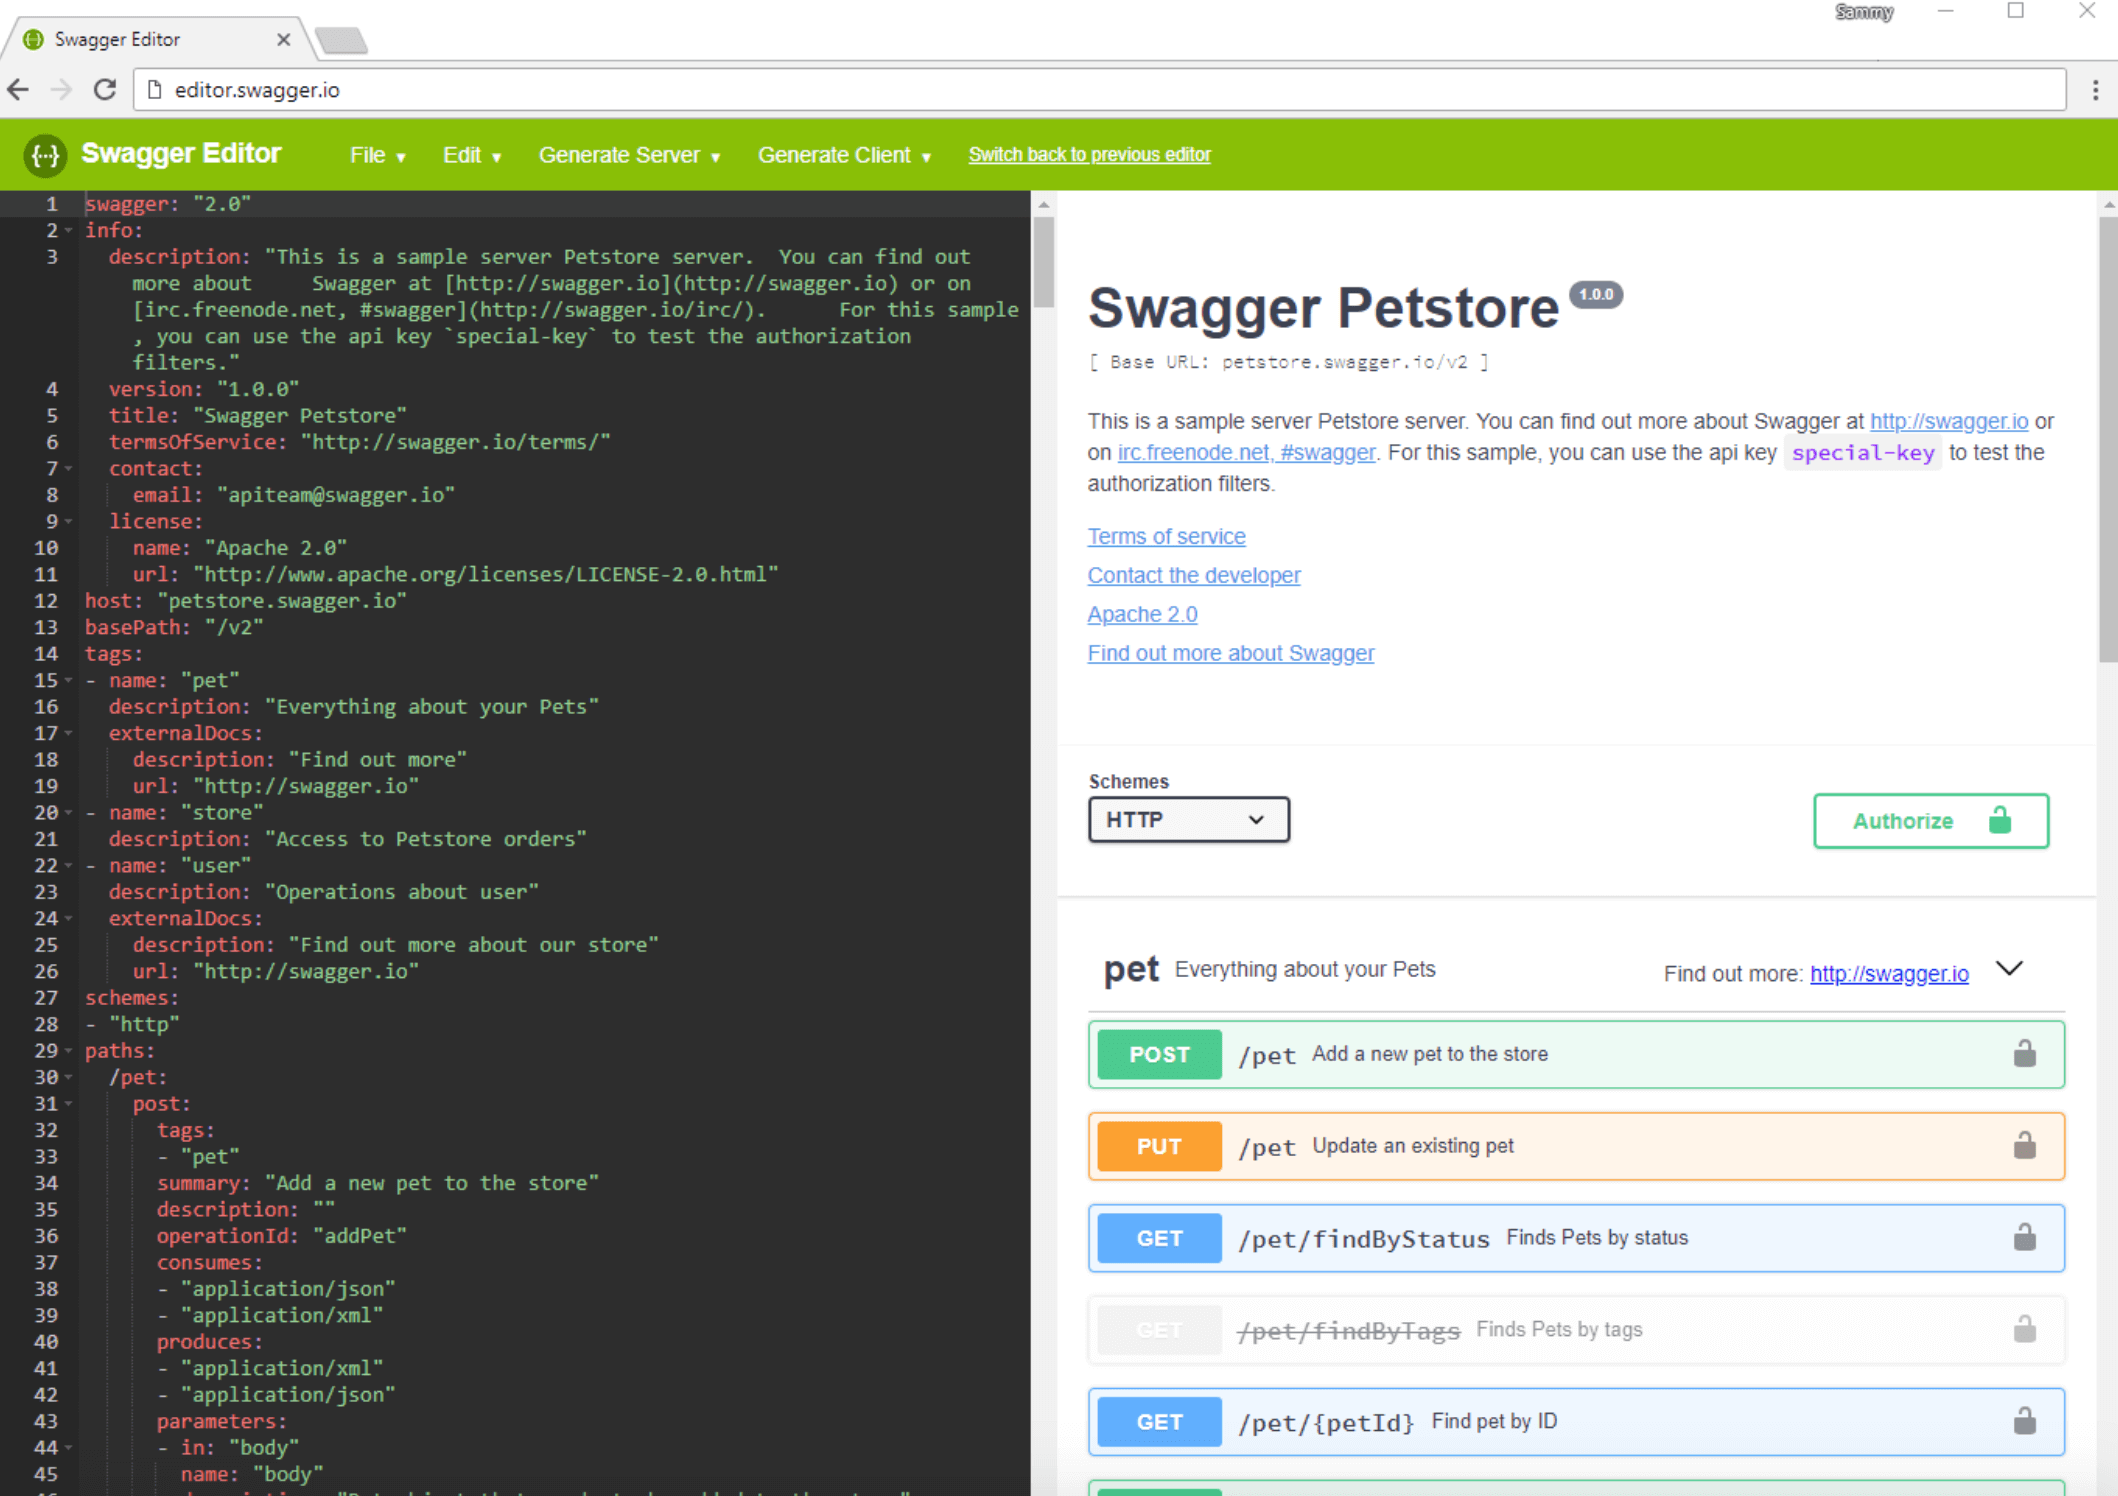 Sammy
Swagger Editor
editor.swagger.io
{···} Swagger Editor File Edit Generate Server Generate Client Switch back to previous editor
1 swagger: "2.0"
2 info:
3 description: "This is a sample server Petstore server.  You can find out
more about     Swagger at [http://swagger.io](http://swagger.io) or on
[irc.freenode.net, #swagger](http://swagger.io/irc/).      For this sample
, you can use the api key `special-key` to test the authorization
filters."
4 version: "1.0.0"
5 title: "Swagger Petstore"
6 termsOfService: "http://swagger.io/terms/"
7 contact:
8 email: "apiteam@swagger.io"
9 license:
10 name: "Apache 2.0"
11 url: "http://www.apache.org/licenses/LICENSE-2.0.html"
12 host: "petstore.swagger.io"
13 basePath: "/v2"
14 tags:
15 - name: "pet"
16 description: "Everything about your Pets"
17 externalDocs:
18 description: "Find out more"
19 url: "http://swagger.io"
20 - name: "store"
21 description: "Access to Petstore orders"
22 - name: "user"
23 description: "Operations about user"
24 externalDocs:
25 description: "Find out more about our store"
26 url: "http://swagger.io"
27 schemes:
28 - "http"
29 paths:
30 /pet:
31 post:
32 tags:
33 - "pet"
34 summary: "Add a new pet to the store"
35 description: ""
36 operationId: "addPet"
37 consumes:
38 - "application/json"
39 - "application/xml"
40 produces:
41 - "application/xml"
42 - "application/json"
43 parameters:
44 - in: "body"
45 name: "body"
Swagger Petstore 1.0.0
[ Base URL: petstore.swagger.io/v2 ]
This is a sample server Petstore server. You can find out more about Swagger at http://swagger.io or
on irc.freenode.net, #swagger. For this sample, you can use the api key special-key to test the
authorization filters.
Terms of service
Contact the developer
Apache 2.0
Find out more about Swagger
Schemes
HTTP
Authorize
pet Everything about your Pets Find out more: http://swagger.io
POST /pet Add a new pet to the store
PUT /pet Update an existing pet
GET /pet/findByStatus Finds Pets by status
GET /pet/findByTags Finds Pets by tags
GET /pet/{petId} Find pet by ID